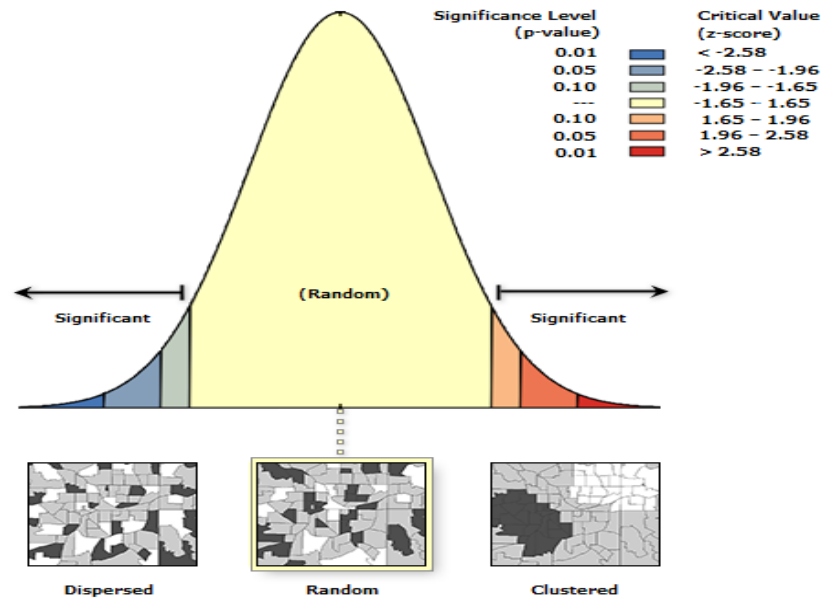 Significance Level Critical Value
(p-value) (z-score)
0.01 < -2.58
0.05 -2.58 – -1.96
0.10 -1.96 – -1.65
--- -1.65 – 1.65
0.10 1.65 – 1.96
0.05 1.96 – 2.58
0.01 > 2.58
(Random)
Significant Significant
Dispersed Random Clustered